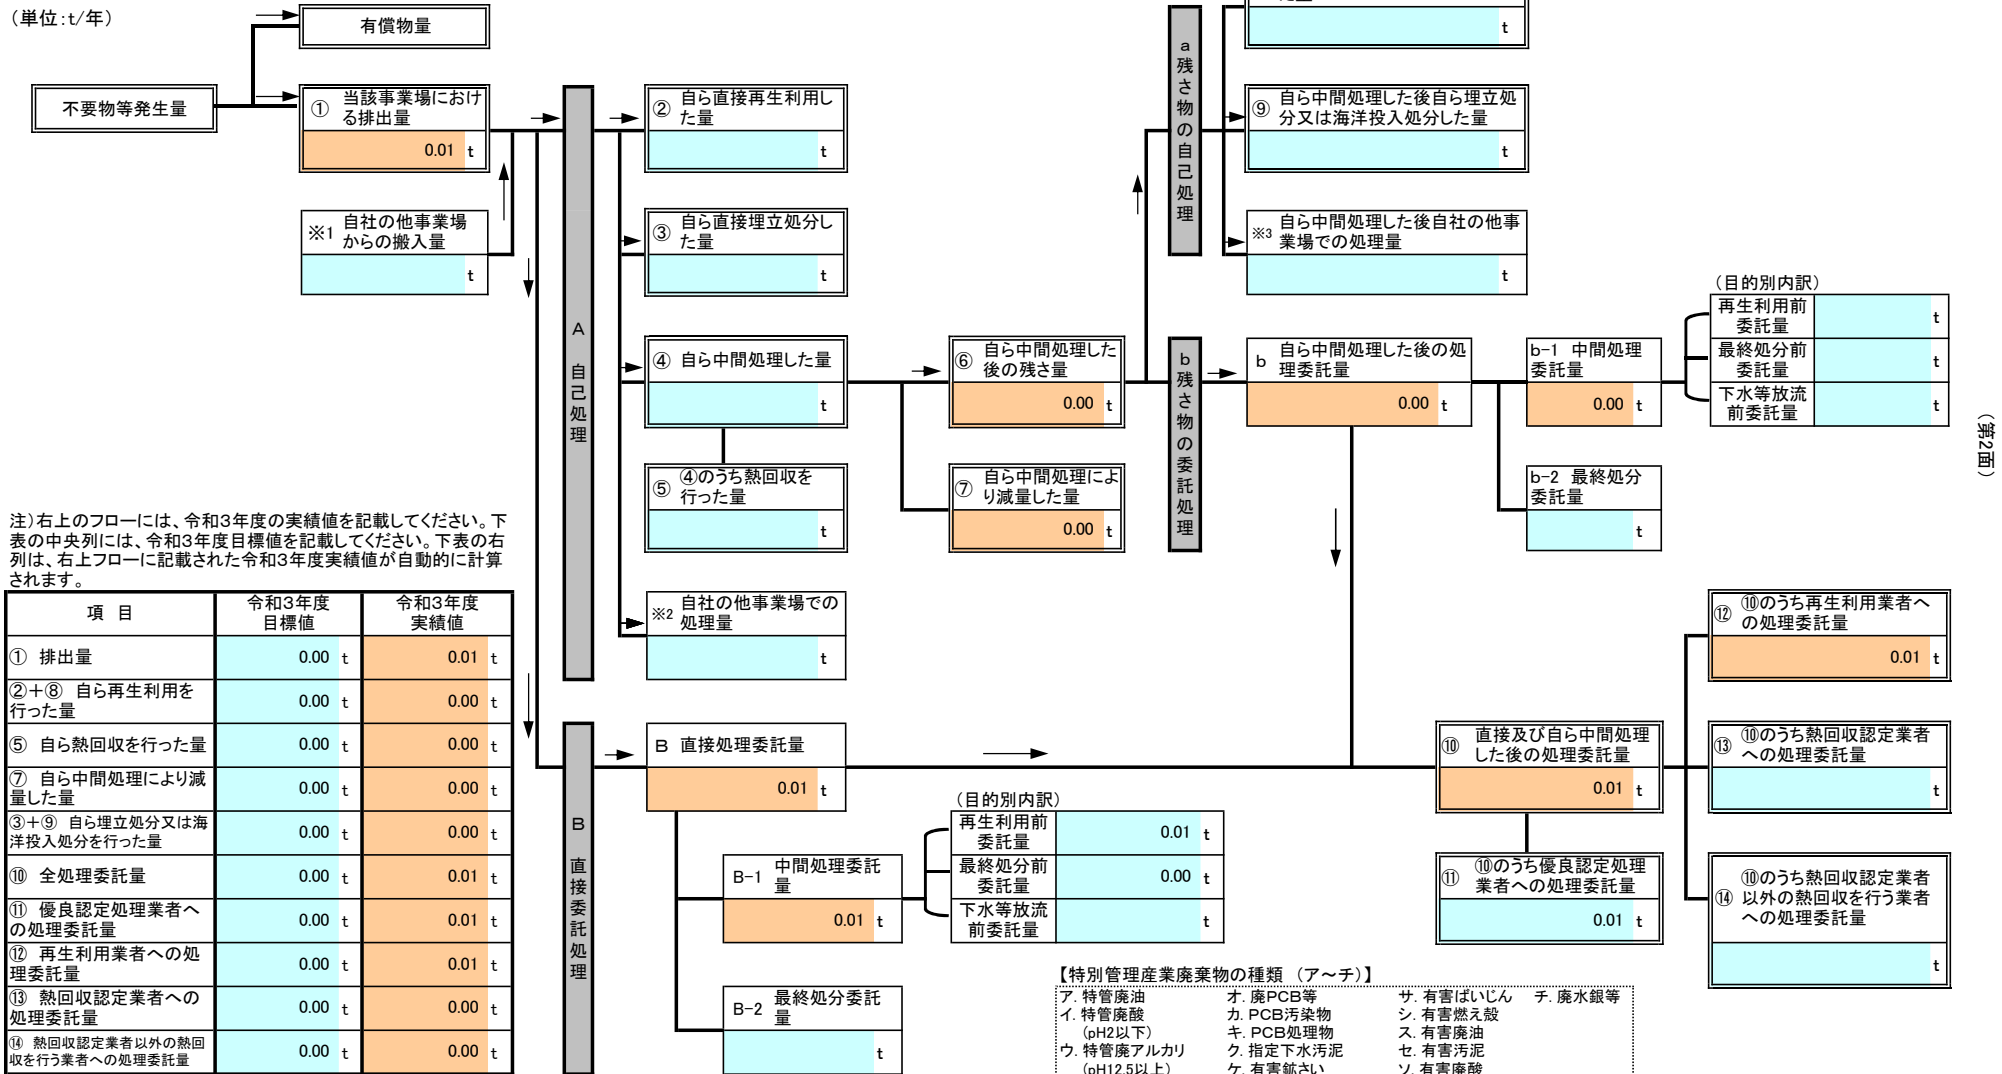 (単位:t/年)
有償物量
不要物等発生量
① 当該事業場におけ
る排出量
0.01 t
※1 自社の他事業場
からの搬入量
t
A 自己処理
② 自ら直接再生利用し
た量
t
③ 自ら直接埋立処分し
た量
t
④ 自ら中間処理した量
t
⑤ ④のうち熱回収を
行った量
t
※2 自社の他事業場での
処理量
t
⑥ 自ら中間処理した
後の残さ量
0.00 t
⑦ 自ら中間処理によ
り減量した量
0.00 t
a 残さ物の自己処理
t
⑨ 自ら中間処理した後自ら埋立処
分又は海洋投入処分した量
t
※3 自ら中間処理した後自社の他事
業場での処理量
t
b 残さ物の委託処理
b 自ら中間処理した後の処
理委託量
0.00 t
b-1 中間処理
委託量
0.00 t
b-2 最終処分
委託量
t
(目的別内訳)
再生利用前
委託量
t
最終処分前
委託量
t
下水等放流
前委託量
t
(第2面)
注)右上のフローには、令和3年度の実績値を記載してください。下
表の中央列には、令和3年度目標値を記載してください。下表の右
列は、右上フローに記載された令和3年度実績値が自動的に計算
されます。
項 目 令和3年度 令和3年度
目標値 実績値
① 排出量 0.00 t 0.01 t
②+⑧ 自ら再生利用を
行った量 0.00 t 0.00 t
⑤ 自ら熱回収を行った量 0.00 t 0.00 t
⑦ 自ら中間処理により減
量した量 0.00 t 0.00 t
③+⑨ 自ら埋立処分又は海
洋投入処分を行った量 0.00 t 0.00 t
⑩ 全処理委託量 0.00 t 0.01 t
⑪ 優良認定処理業者へ
の処理委託量 0.00 t 0.01 t
⑫ 再生利用業者への処
理委託量 0.00 t 0.01 t
⑬ 熱回収認定業者への
処理委託量 0.00 t 0.00 t
⑭ 熱回収認定業者以外の熱回
収を行う業者への処理委託量 0.00 t 0.00 t
B 直接委託処理
B 直接処理委託量
0.01 t
B-1 中間処理委託
量
0.01 t
B-2 最終処分委託
量
t
(目的別内訳)
再生利用前
委託量
0.01 t
最終処分前
委託量
0.00 t
下水等放流
前委託量
t
⑩ 直接及び自ら中間処理
した後の処理委託量
0.01 t
⑪ ⑩のうち優良認定処理
業者への処理委託量
0.01 t
⑫ ⑩のうち再生利用業者へ
の処理委託量
0.01 t
⑬ ⑩のうち熱回収認定業者
への処理委託量
t
⑭ ⑩のうち熱回収認定業者
以外の熱回収を行う業者
への処理委託量
t
【特別管理産業廃棄物の種類 (ア~チ)】
ア. 特管廃油 オ. 廃PCB等 サ. 有害ばいじん チ. 廃水銀等
イ. 特管廃酸 カ. PCB汚染物 シ. 有害燃え殻
(pH2以下) キ. PCB処理物 ス. 有害廃油
ウ. 特管廃アルカリ ク. 指定下水汚泥 セ. 有害汚泥
(pH12.5以上) ケ. 有害鉱さい ソ. 有害廃酸